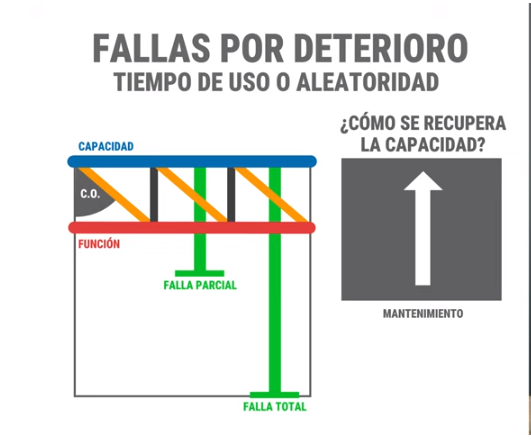 FALLAS POR DETERIORO
TIEMPO DE USO O ALEATORIDAD
¿CÓMO SE RECUPERA
LA CAPACIDAD?
CAPACIDAD
C.O.
FUNCIÓN
FALLA PARCIAL
MANTENIMIENTO
FALLA TOTAL